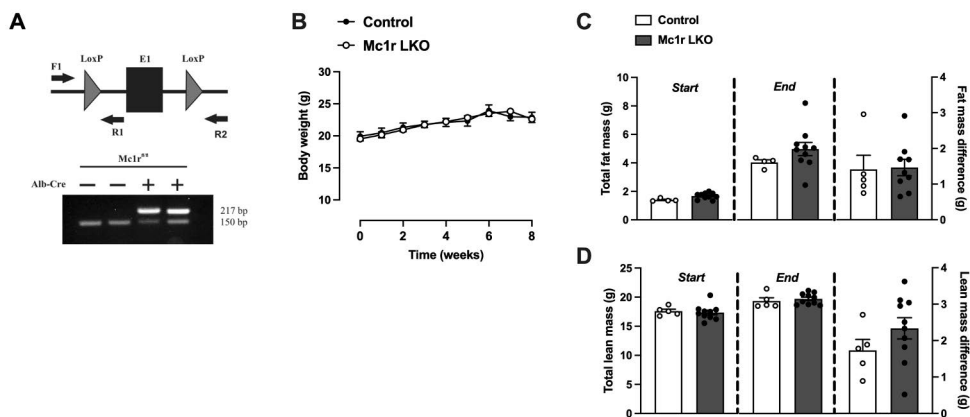 A
LoxP
E1
LoxP
F1
R1
R2
Alb-Cre
— — + +
217 bp
150 bp
B
Control
Mc1r LKO
Body weight (g)
30
25
20
15
10
0 2 4 6 8
Time (weeks)
C
Control
Mc1r LKO
Start
End
Total fat mass (g)
10
8
6
4
2
0
Fat mass difference (g)
4
3
2
1
0
D
Start
End
Total lean mass (g)
25
20
15
10
5
0
Lean mass difference (g)
4
3
2
1
0